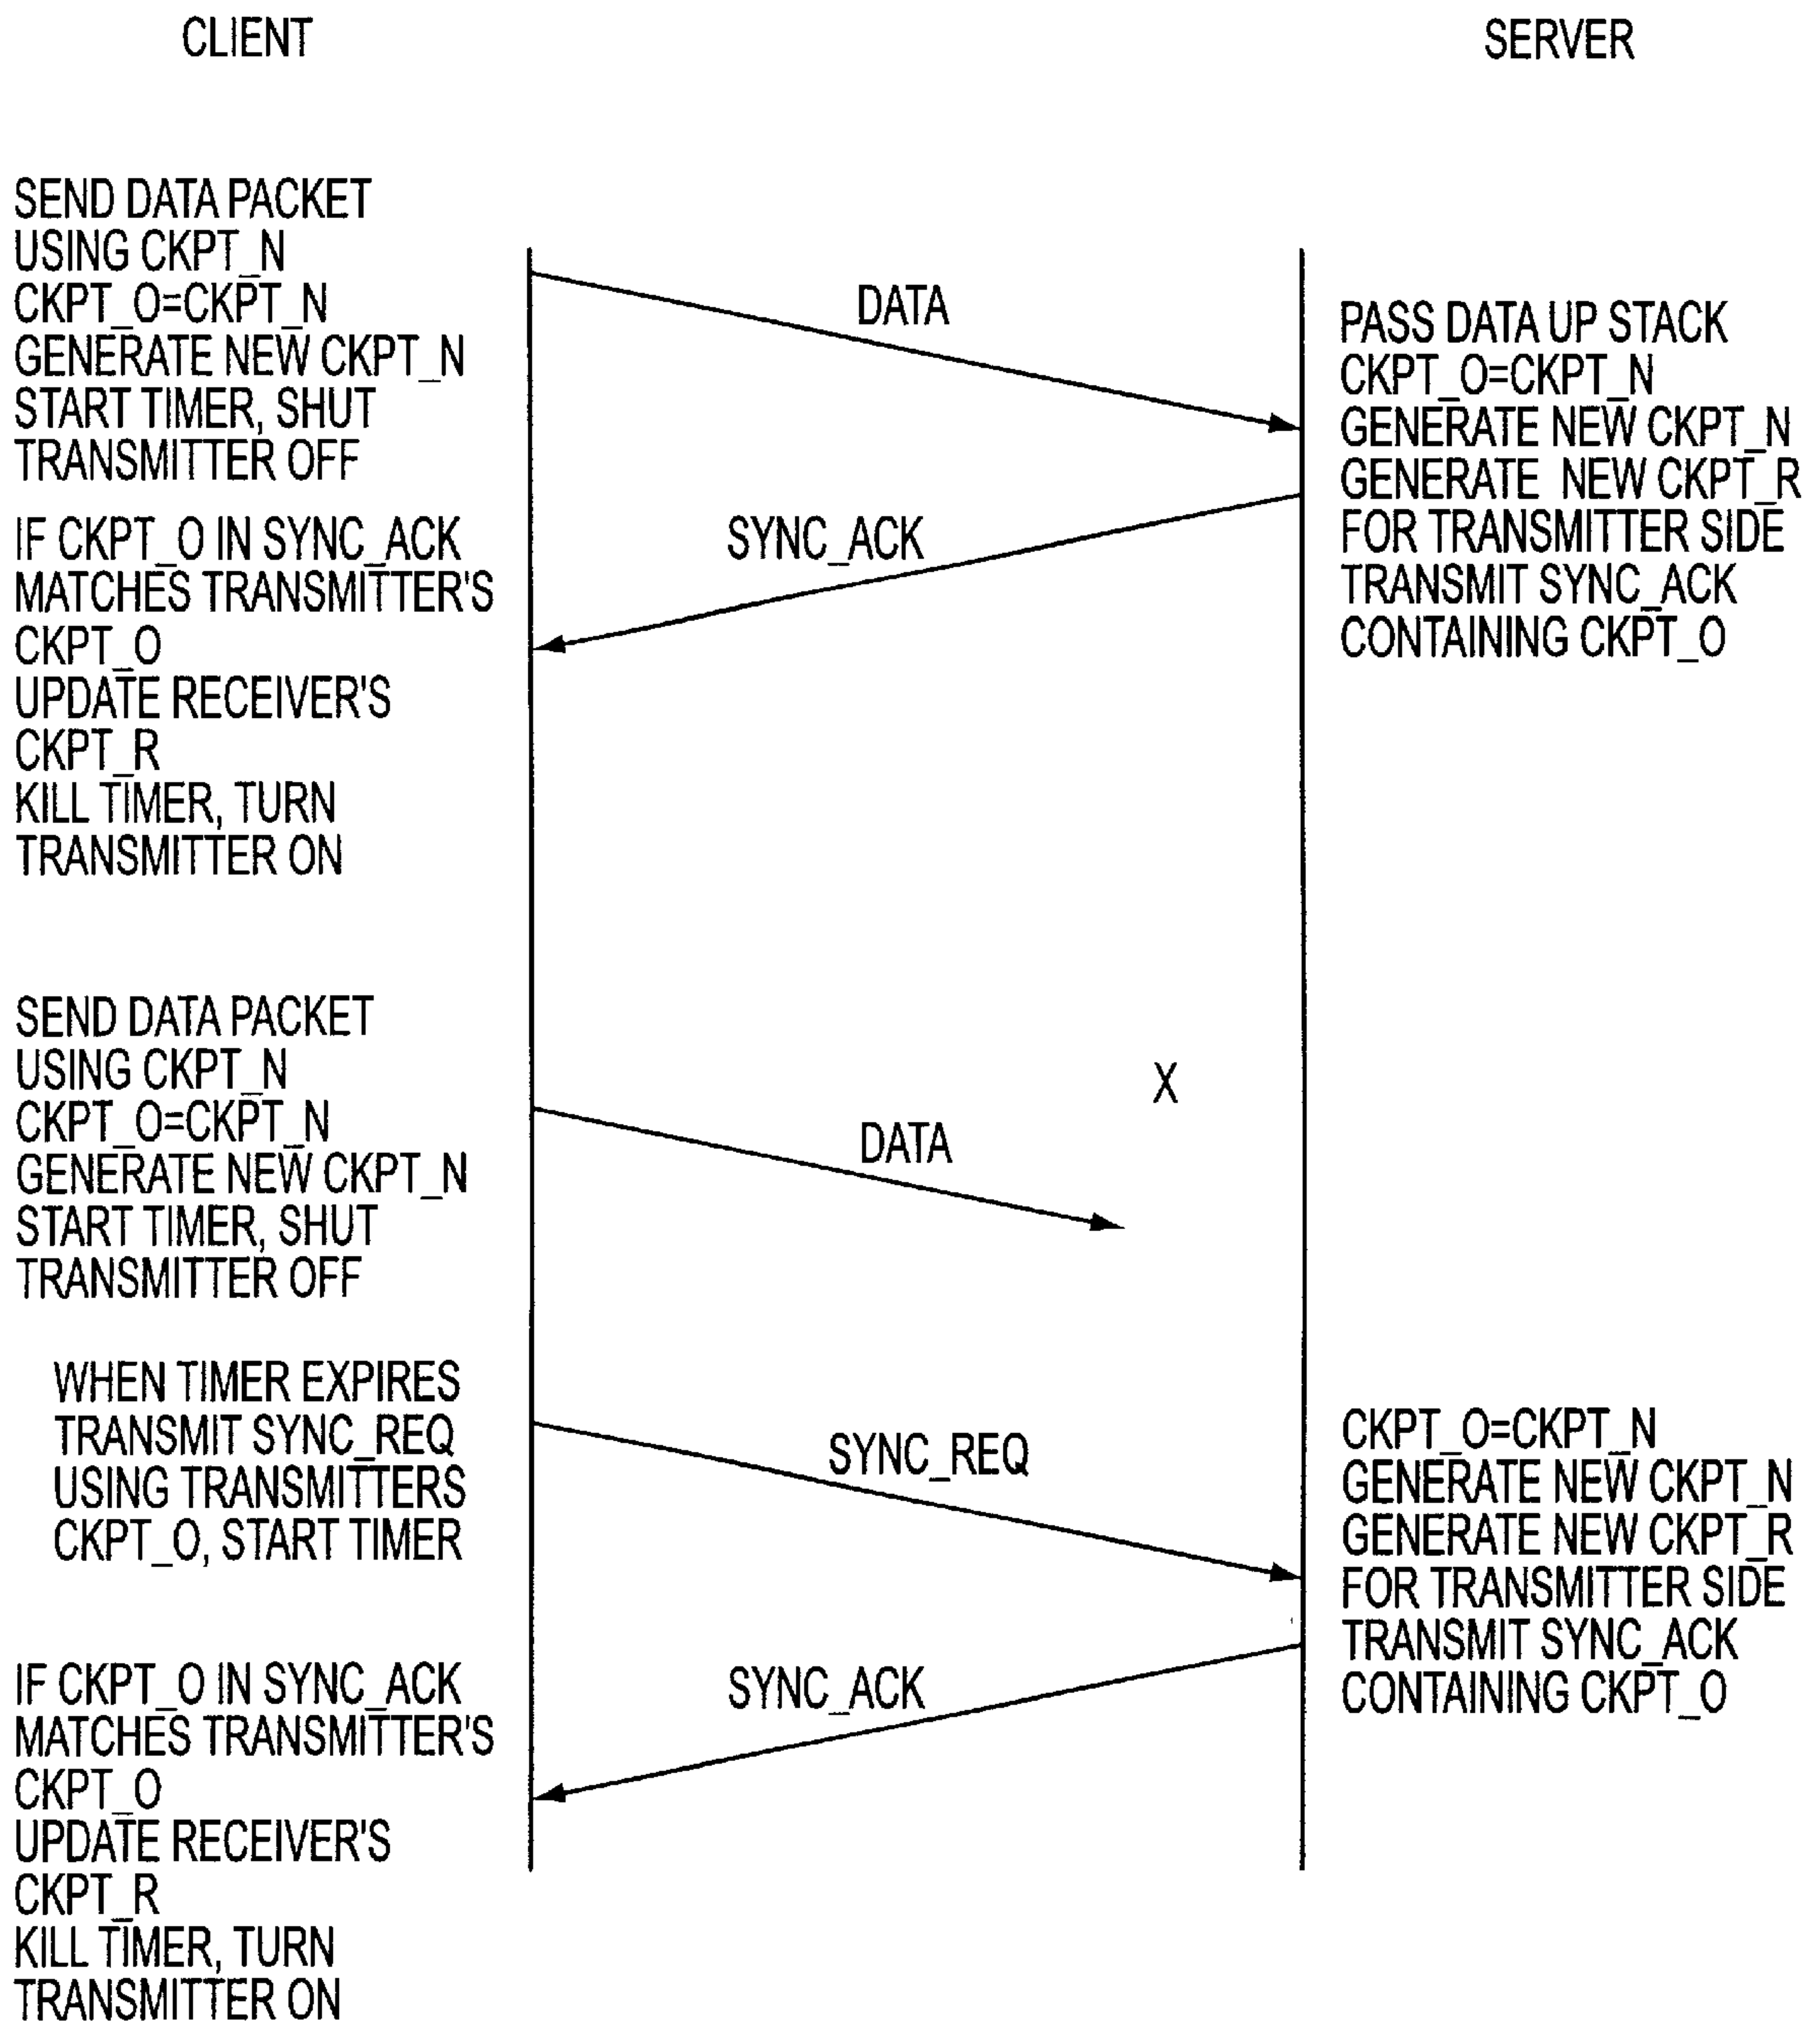 CLIENT
SERVER
SEND DATA PACKET
USING CKPT_N
CKPT_O=CKPT_N
GENERATE NEW CKPT_N
START TIMER, SHUT
TRANSMITTER OFF
DATA
PASS DATA UP STACK
CKPT_O=CKPT_N
GENERATE NEW CKPT_N
GENERATE NEW CKPT_R
FOR TRANSMITTER SIDE
TRANSMIT SYNC_ACK
CONTAINING CKPT_O
SYNC_ACK
IF CKPT_O IN SYNC_ACK
MATCHES TRANSMITTER'S
CKPT_O
UPDATE RECEIVER'S
CKPT_R
KILL TIMER, TURN
TRANSMITTER ON
SEND DATA PACKET
USING CKPT_N
CKPT_O=CKPT_N
GENERATE NEW CKPT_N
START TIMER, SHUT
TRANSMITTER OFF
X
DATA
WHEN TIMER EXPIRES
TRANSMIT SYNC_REQ
USING TRANSMITTERS
CKPT_O, START TIMER
SYNC_REQ
CKPT_O=CKPT_N
GENERATE NEW CKPT_N
GENERATE NEW CKPT_R
FOR TRANSMITTER SIDE
TRANSMIT SYNC_ACK
CONTAINING CKPT_O
SYNC_ACK
IF CKPT_O IN SYNC_ACK
MATCHES TRANSMITTER'S
CKPT_O
UPDATE RECEIVER'S
CKPT_R
KILL TIMER, TURN
TRANSMITTER ON